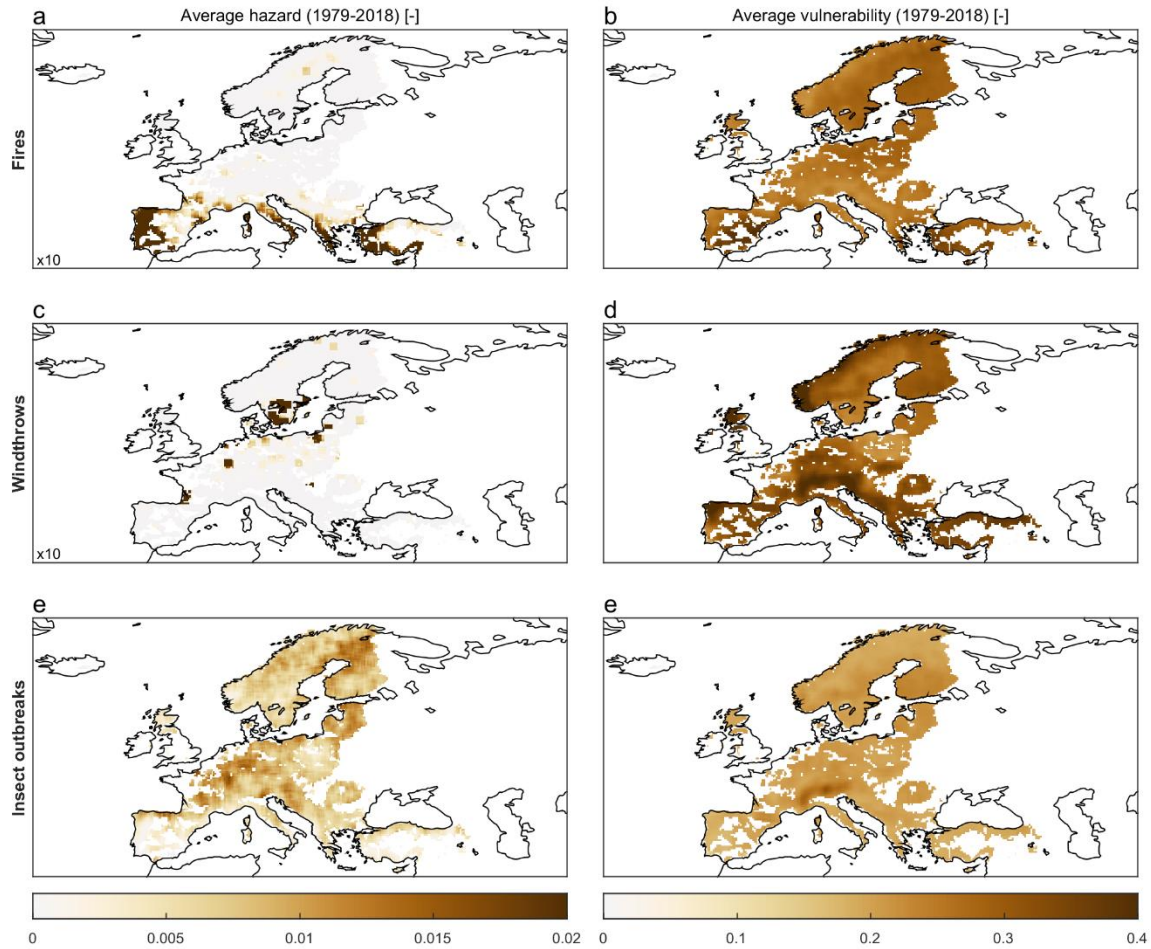 a Average hazard (1979-2018) [-]
b Average vulnerability (1979-2018) [-]
Fires
x10
c
d
Windthrows
x10
e
e
Insect outbreaks
0 0.005 0.01 0.015 0.02
0 0.1 0.2 0.3 0.4